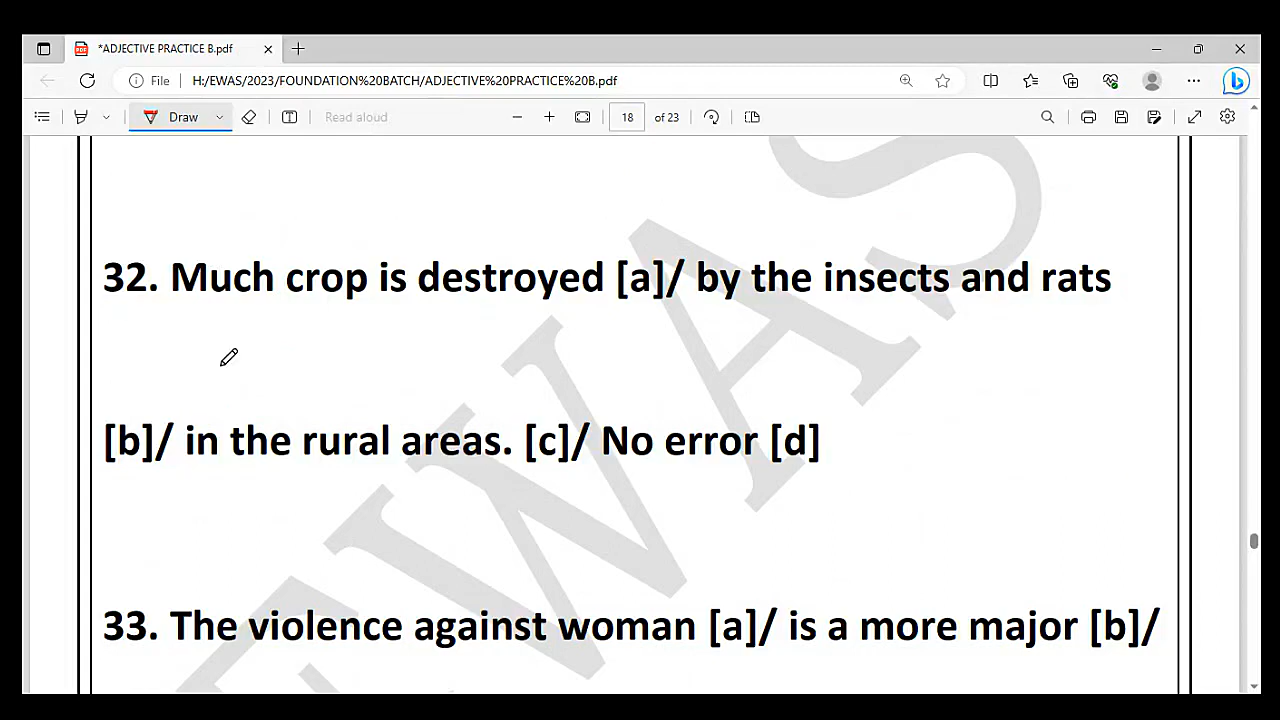 *ADJECTIVE PRACTICE B.pdf
File H:/EWAS/2023/FOUNDATION%20BATCH/ADJECTIVE%20PRACTICE%20B.pdf
Draw Read aloud 18 of 23
32. Much crop is destroyed [a]/ by the insects and rats
[b]/ in the rural areas. [c]/ No error [d]
33. The violence against woman [a]/ is a more major [b]/
EWAS